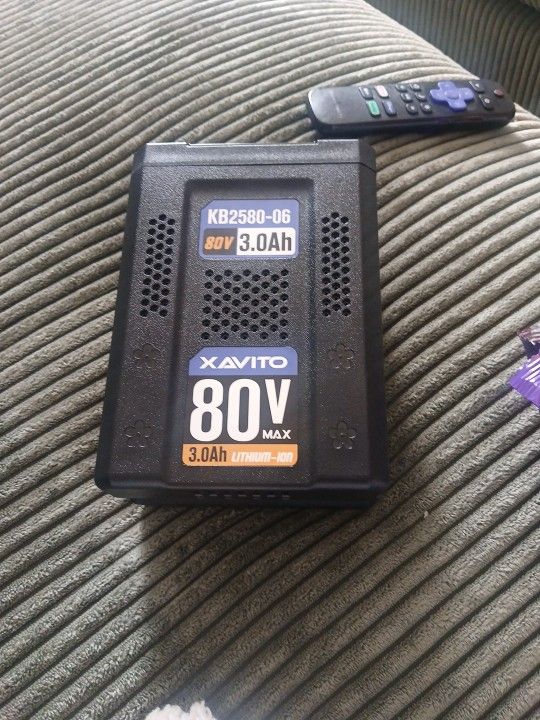 KB2580-06
80V 3.0Ah
XAVITO
80V
MAX
3.0Ah LITHIUM-ION